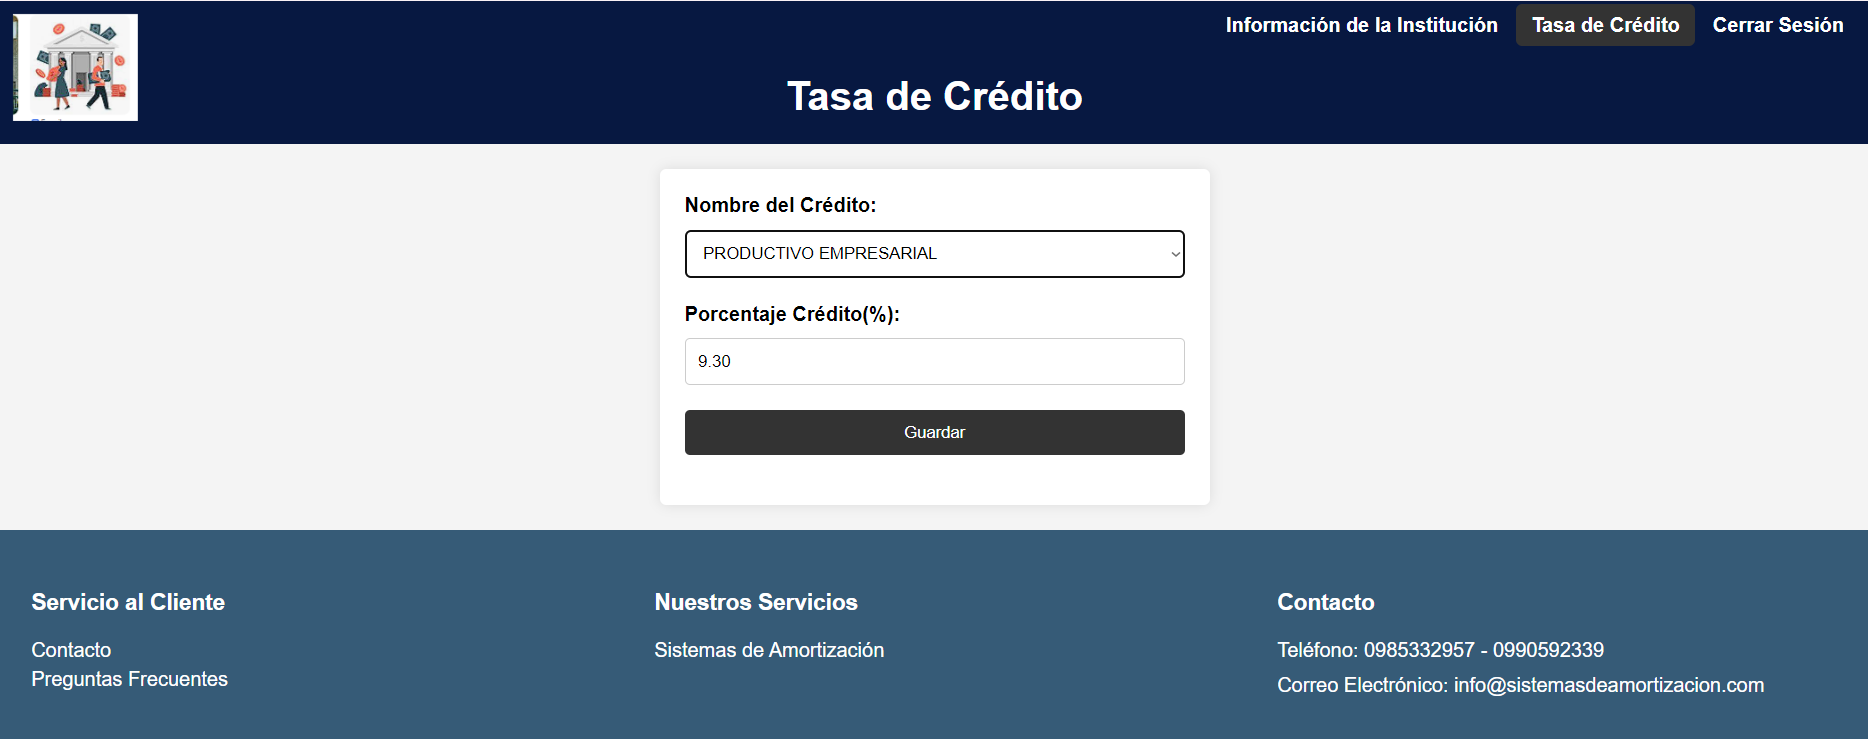 Información de la Institución Tasa de Crédito Cerrar Sesión
Tasa de Crédito
Nombre del Crédito:
PRODUCTIVO EMPRESARIAL
Porcentaje Crédito(%):
9.30
Guardar
Servicio al Cliente
Contacto
Preguntas Frecuentes
Nuestros Servicios
Sistemas de Amortización
Contacto
Teléfono: 0985332957 - 0990592339
Correo Electrónico: info@sistemasdeamortizacion.com